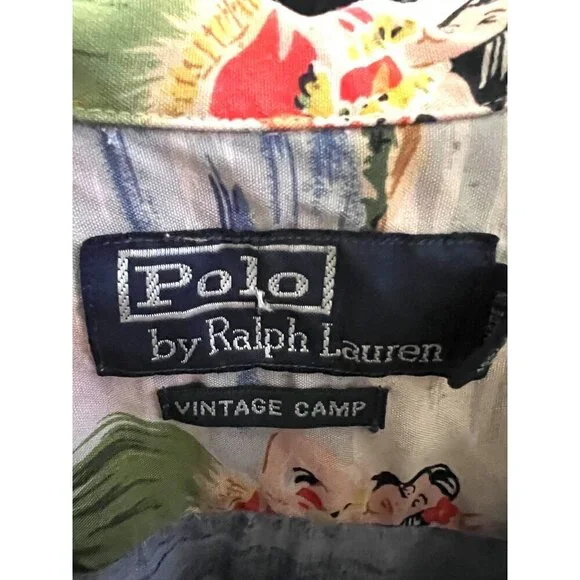 Polo
by Ralph Lauren
VINTAGE CAMP